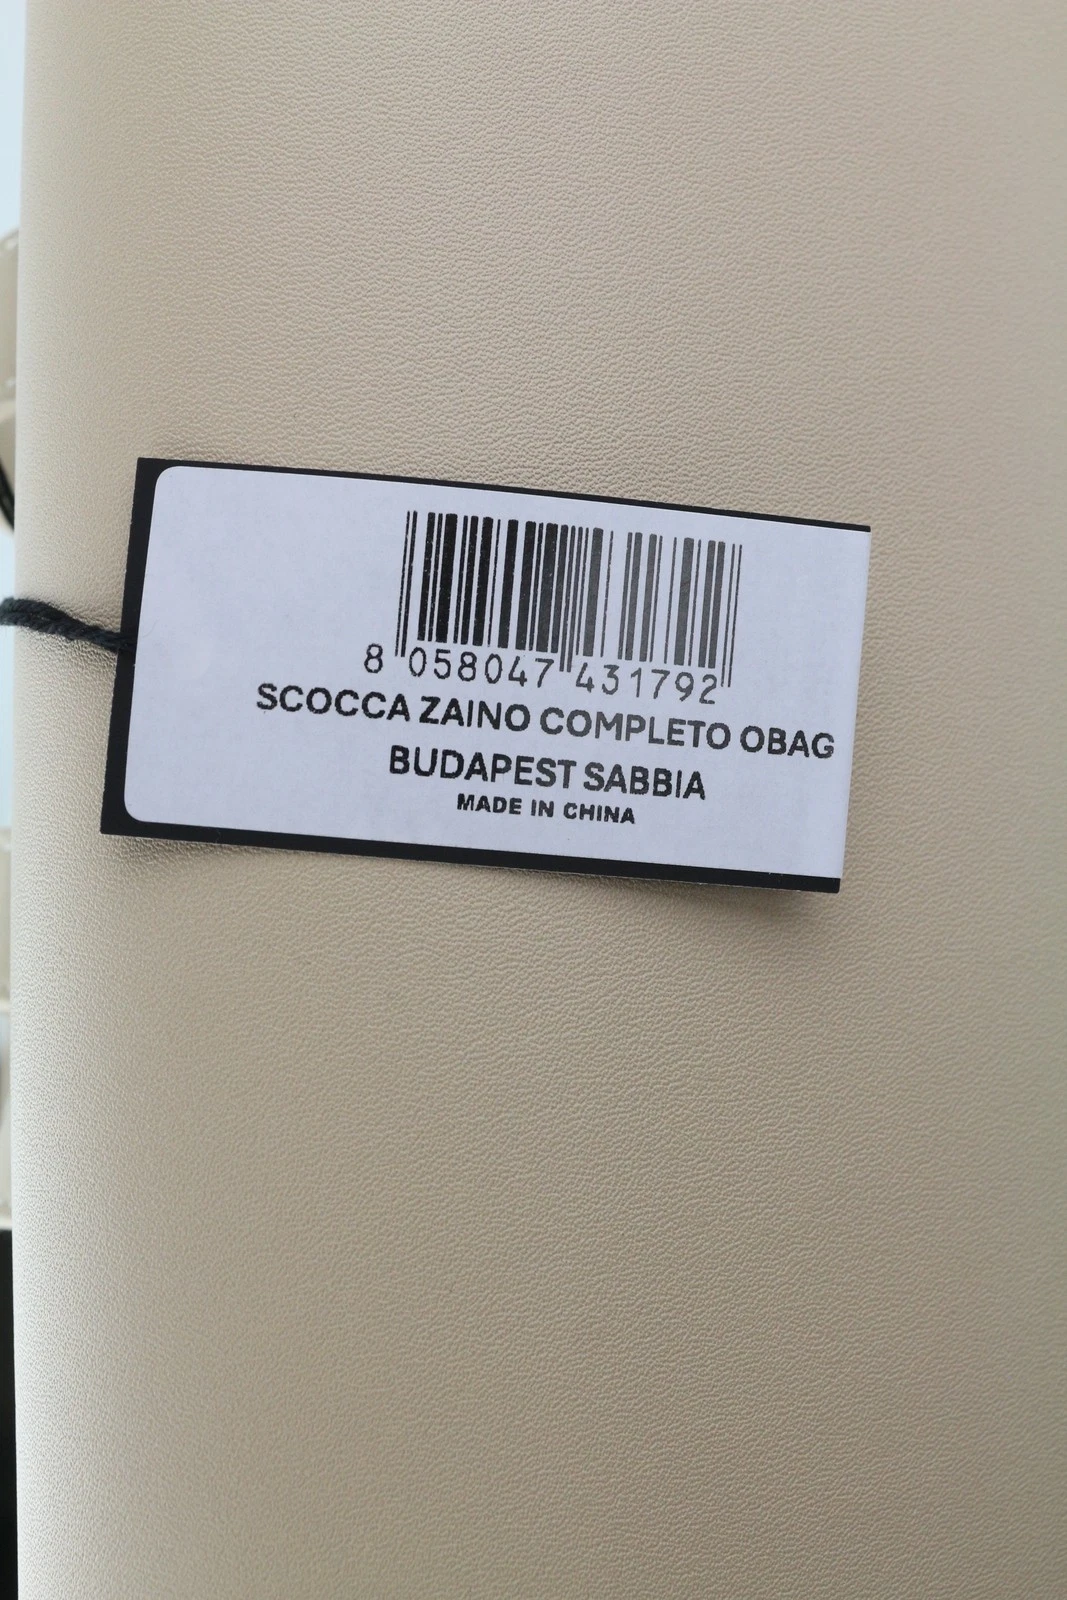 8 058047 431792
SCOCCA ZAINO COMPLETO OBAG
BUDAPEST SABBIA
MADE IN CHINA